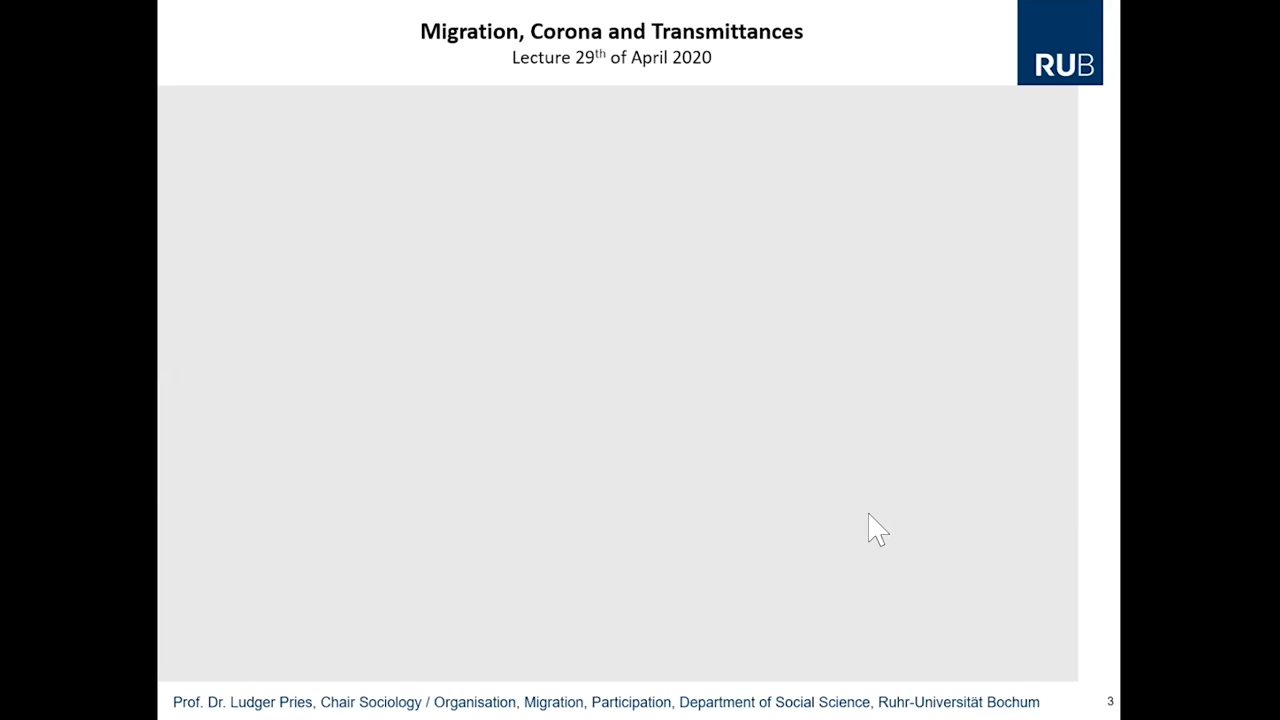 Migration, Corona and Transmittances
Lecture 29th of April 2020
RUB
Prof. Dr. Ludger Pries, Chair Sociology / Organisation, Migration, Participation, Department of Social Science, Ruhr-Universität Bochum
3